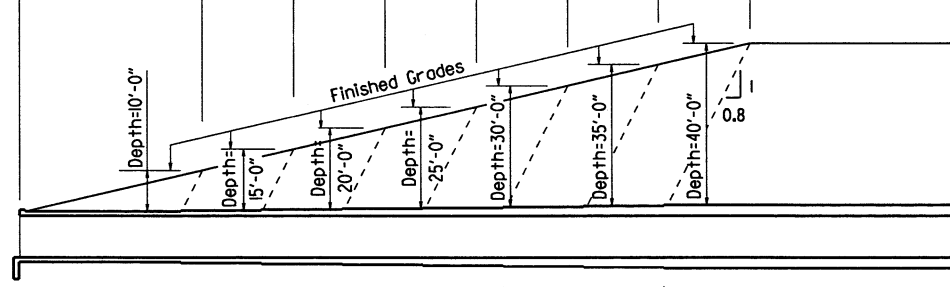 Finished Grades
Depth=10'-0"
Depth=
15'-0"
Depth=
20'-0"
Depth=
25'-0"
Depth=30'-0"
Depth=35'-0"
Depth=40'-0"
1
0.8